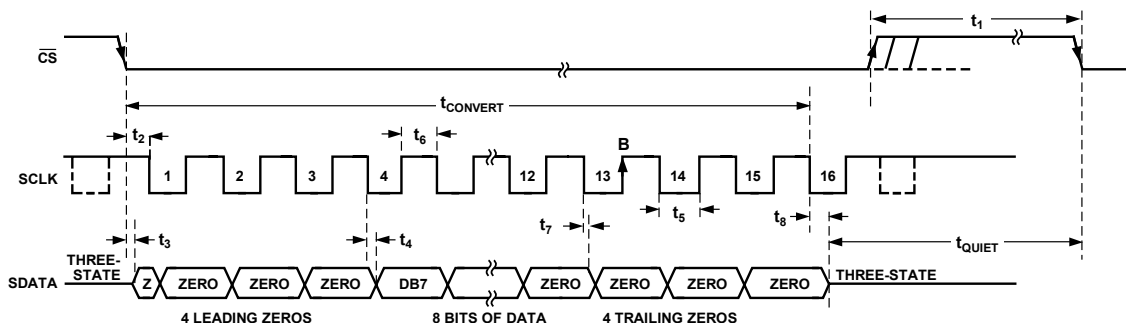 t1
CS
tCONVERT
t2
t6
B
SCLK
1 2 3 4 12 13 14 15 16
t3
t4
t7
t5
t8
tQUIET
THREE-
STATE
THREE-STATE
SDATA
Z ZERO ZERO ZERO DB7 ZERO ZERO ZERO ZERO
4 LEADING ZEROS 8 BITS OF DATA 4 TRAILING ZEROS